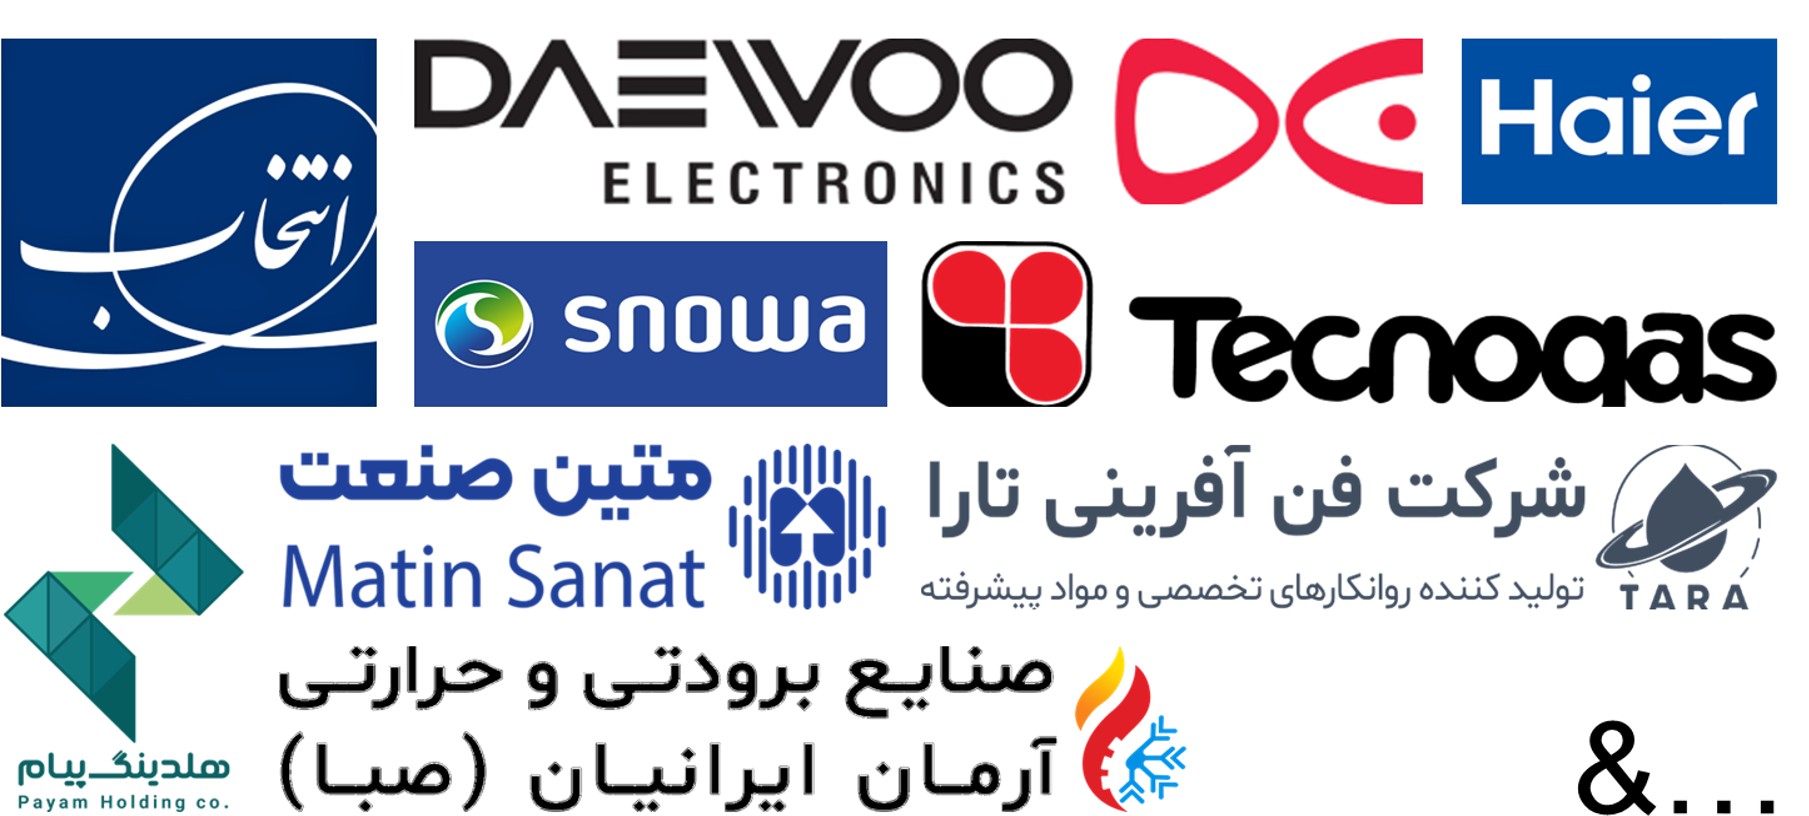 انتخاب
DAEWOO
ELECTRONICS
Haier
snowa
Tecnogas
متین صنعت
Matin Sanat
شرکت فن آفرینی تارا
تولید کننده روانکارهای تخصصی و مواد پیشرفته
TARA
هلدینگ پیام
Payam Holding co.
صنایع برودتی و حرارتی
آرمان ایرانیان (صبا)
&...